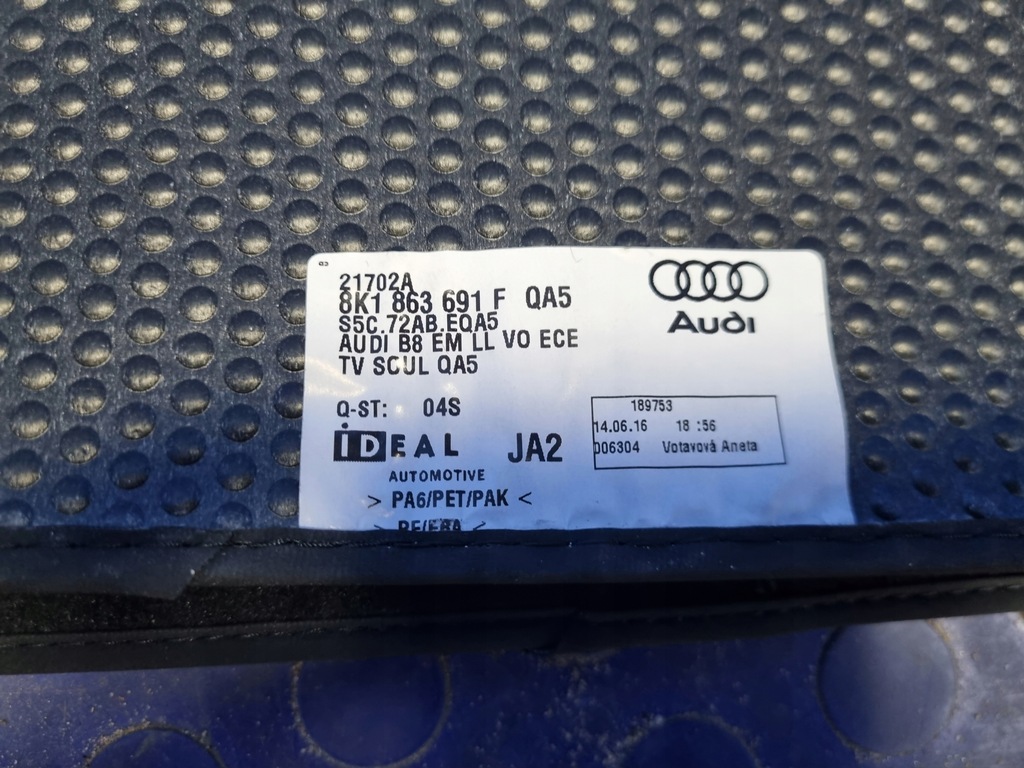 21702A
8K1 863 691 F QA5
Audi
S5C.72AB.EQA5
AUDI B8 EM LL VO ECE
TV SCUL QA5
Q-ST: 04S
189753
14.06.16 18:56
006304 Votavová Aneta
iDEAL JA2
AUTOMOTIVE
> PA6/PET/PAK <